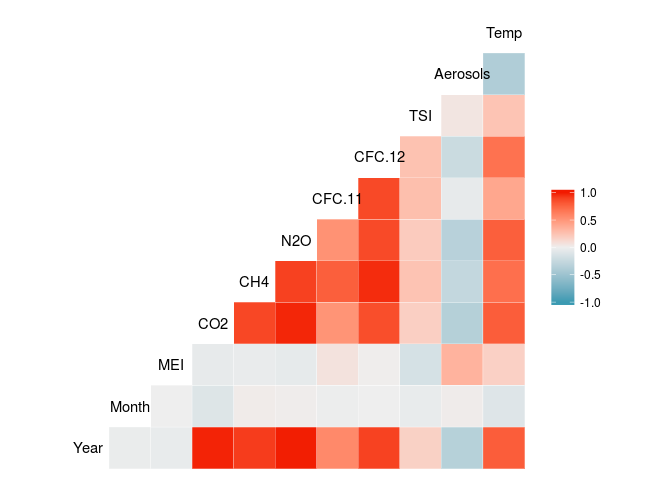 Temp
Aerosols
TSI
CFC.12
CFC.11
N2O
CH4
CO2
MEI
Month
Year
1.0
0.5
0.0
-0.5
-1.0